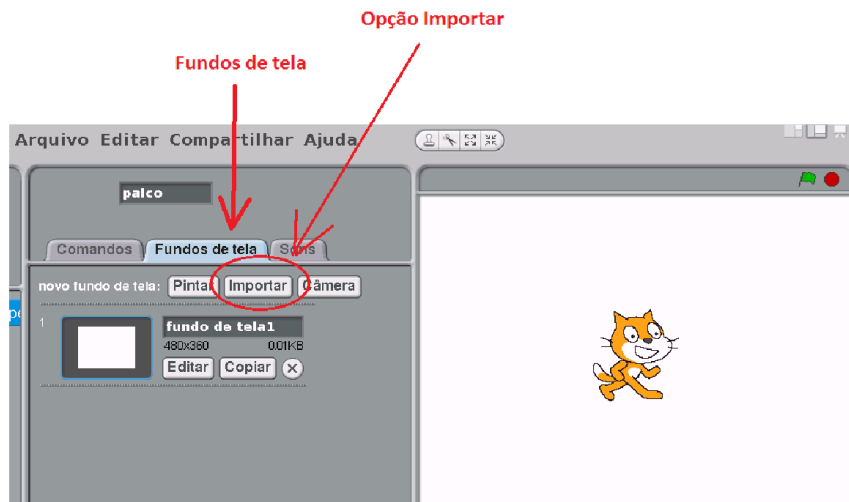 Opção Importar
Fundos de tela
Arquivo Editar Compartilhar Ajuda
palco
Comandos Fundos de tela Sons
novo fundo de tela: Pintar Importar Câmera
1 fundo de tela1
480x360 0.01KB
Editar Copiar